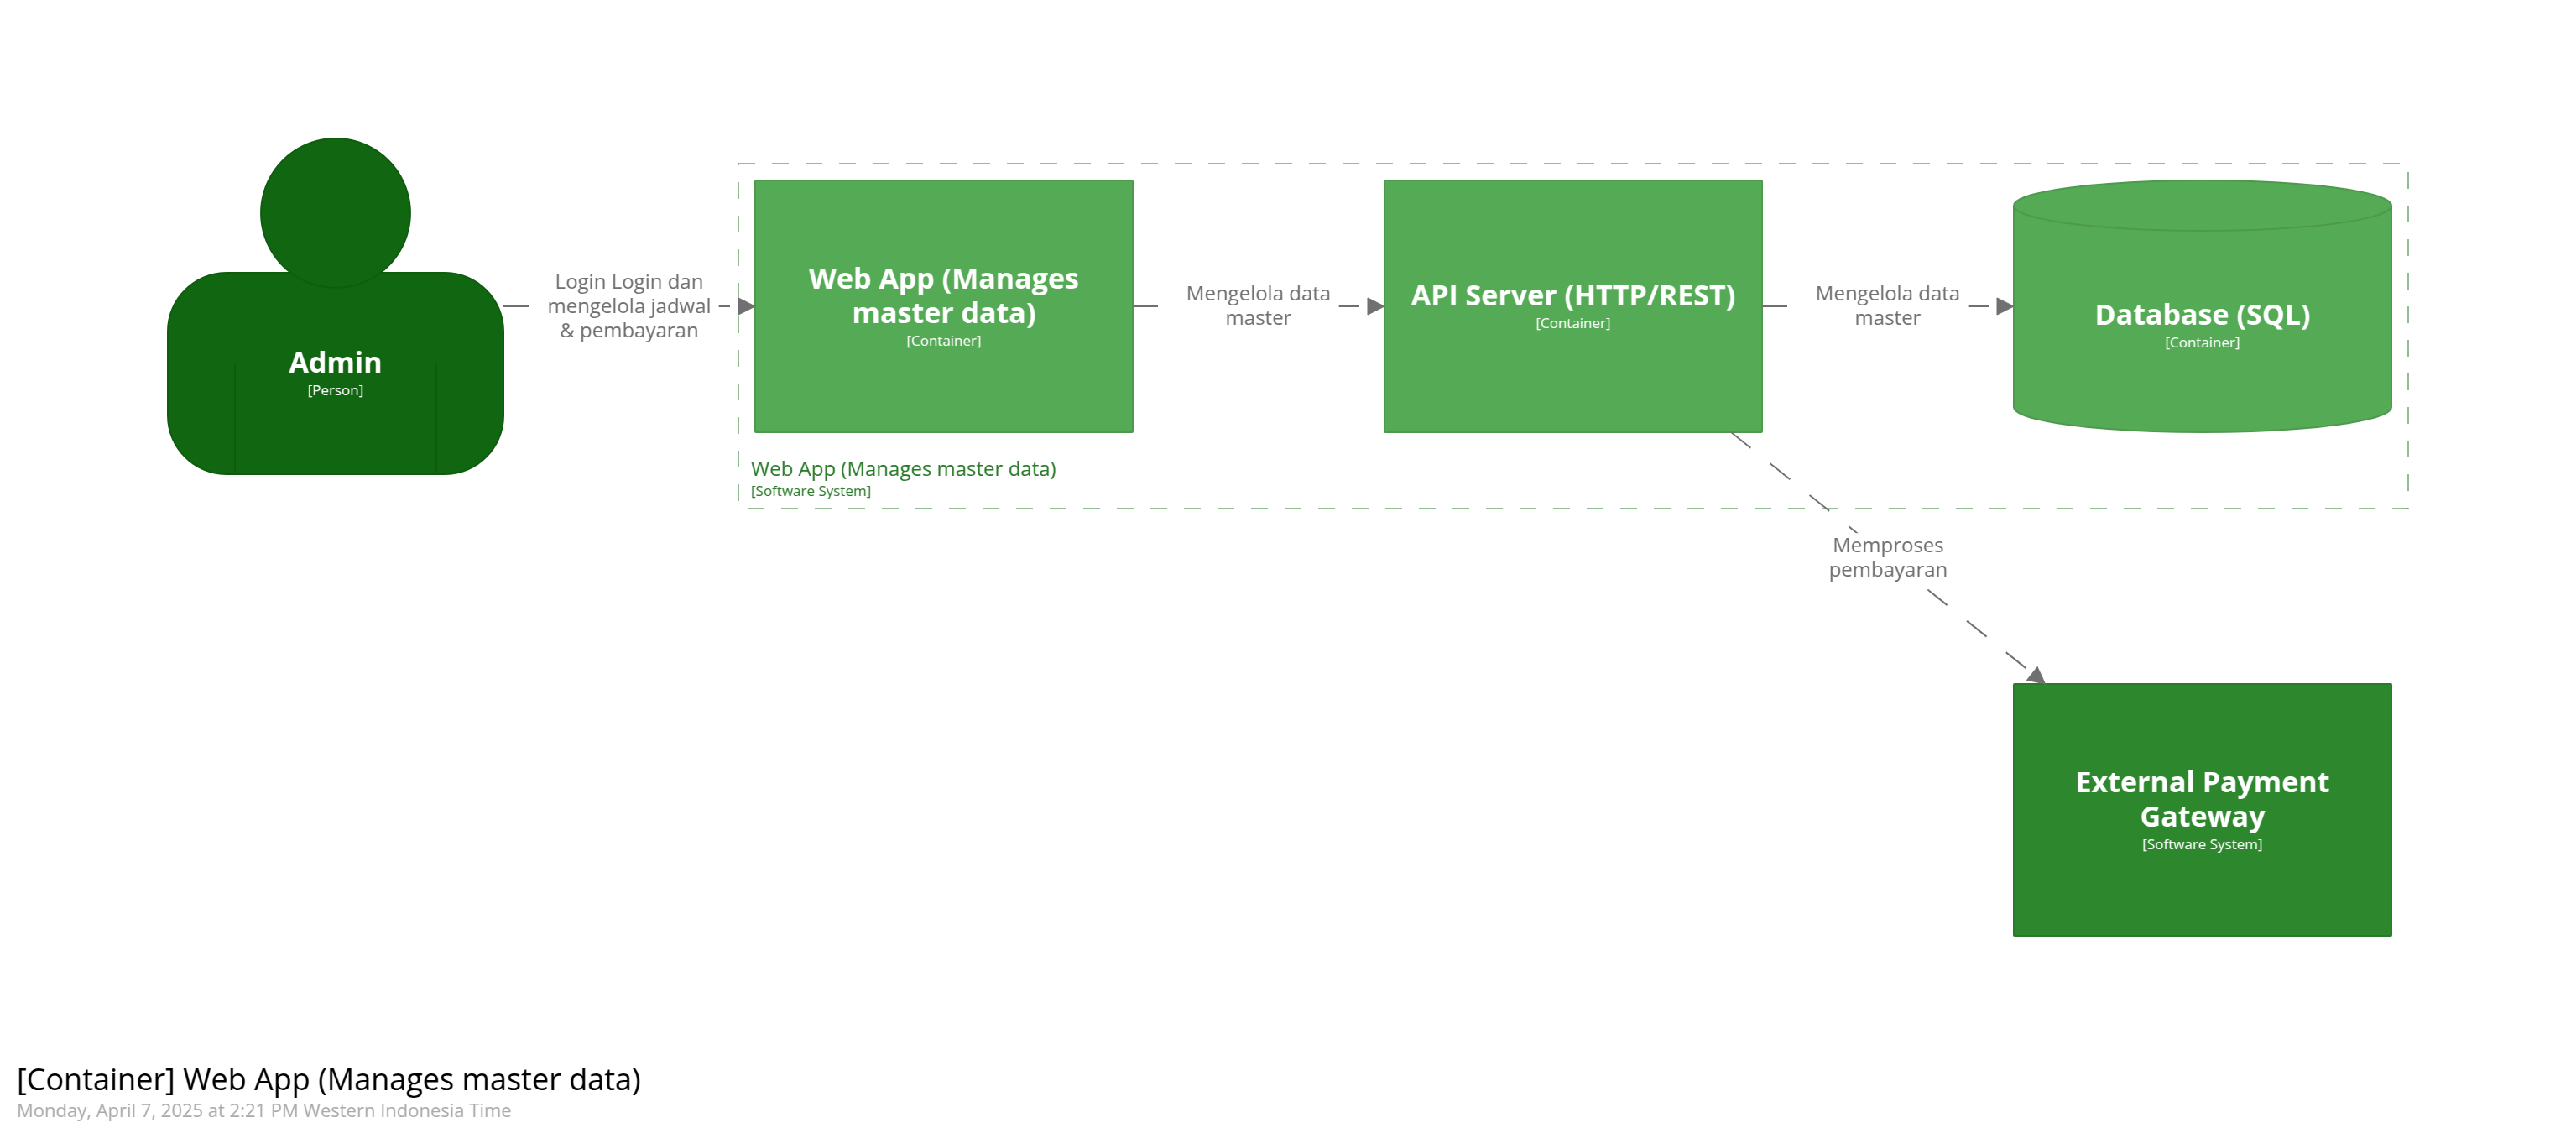 Admin
[Person]
Login Login dan
mengelola jadwal
& pembayaran
Web App (Manages
master data)
[Container]
Mengelola data
master
API Server (HTTP/REST)
[Container]
Mengelola data
master
Database (SQL)
[Container]
Web App (Manages master data)
[Software System]
Memproses
pembayaran
External Payment
Gateway
[Software System]
[Container] Web App (Manages master data)
Monday, April 7, 2025 at 2:21 PM Western Indonesia Time